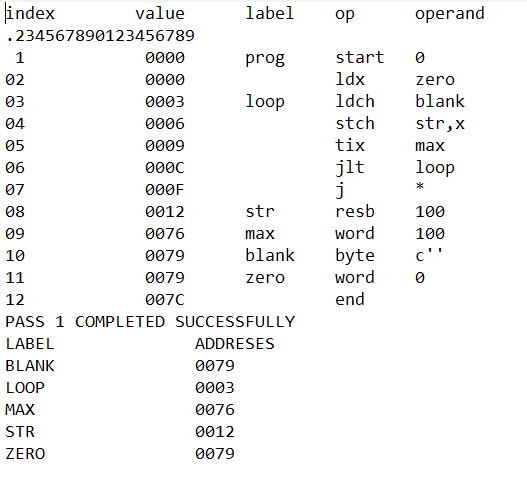 index value label op operand
.234567890123456789
1 0000 prog start 0
02 0000 ldx zero
03 0003 loop ldch blank
04 0006 stch str,x
05 0009 tix max
06 000C jlt loop
07 000F j *
08 0012 str resb 100
09 0076 max word 100
10 0079 blank byte c''
11 0079 zero word 0
12 007C end
PASS 1 COMPLETED SUCCESSFULLY
LABEL ADDRESES
BLANK 0079
LOOP 0003
MAX 0076
STR 0012
ZERO 0079